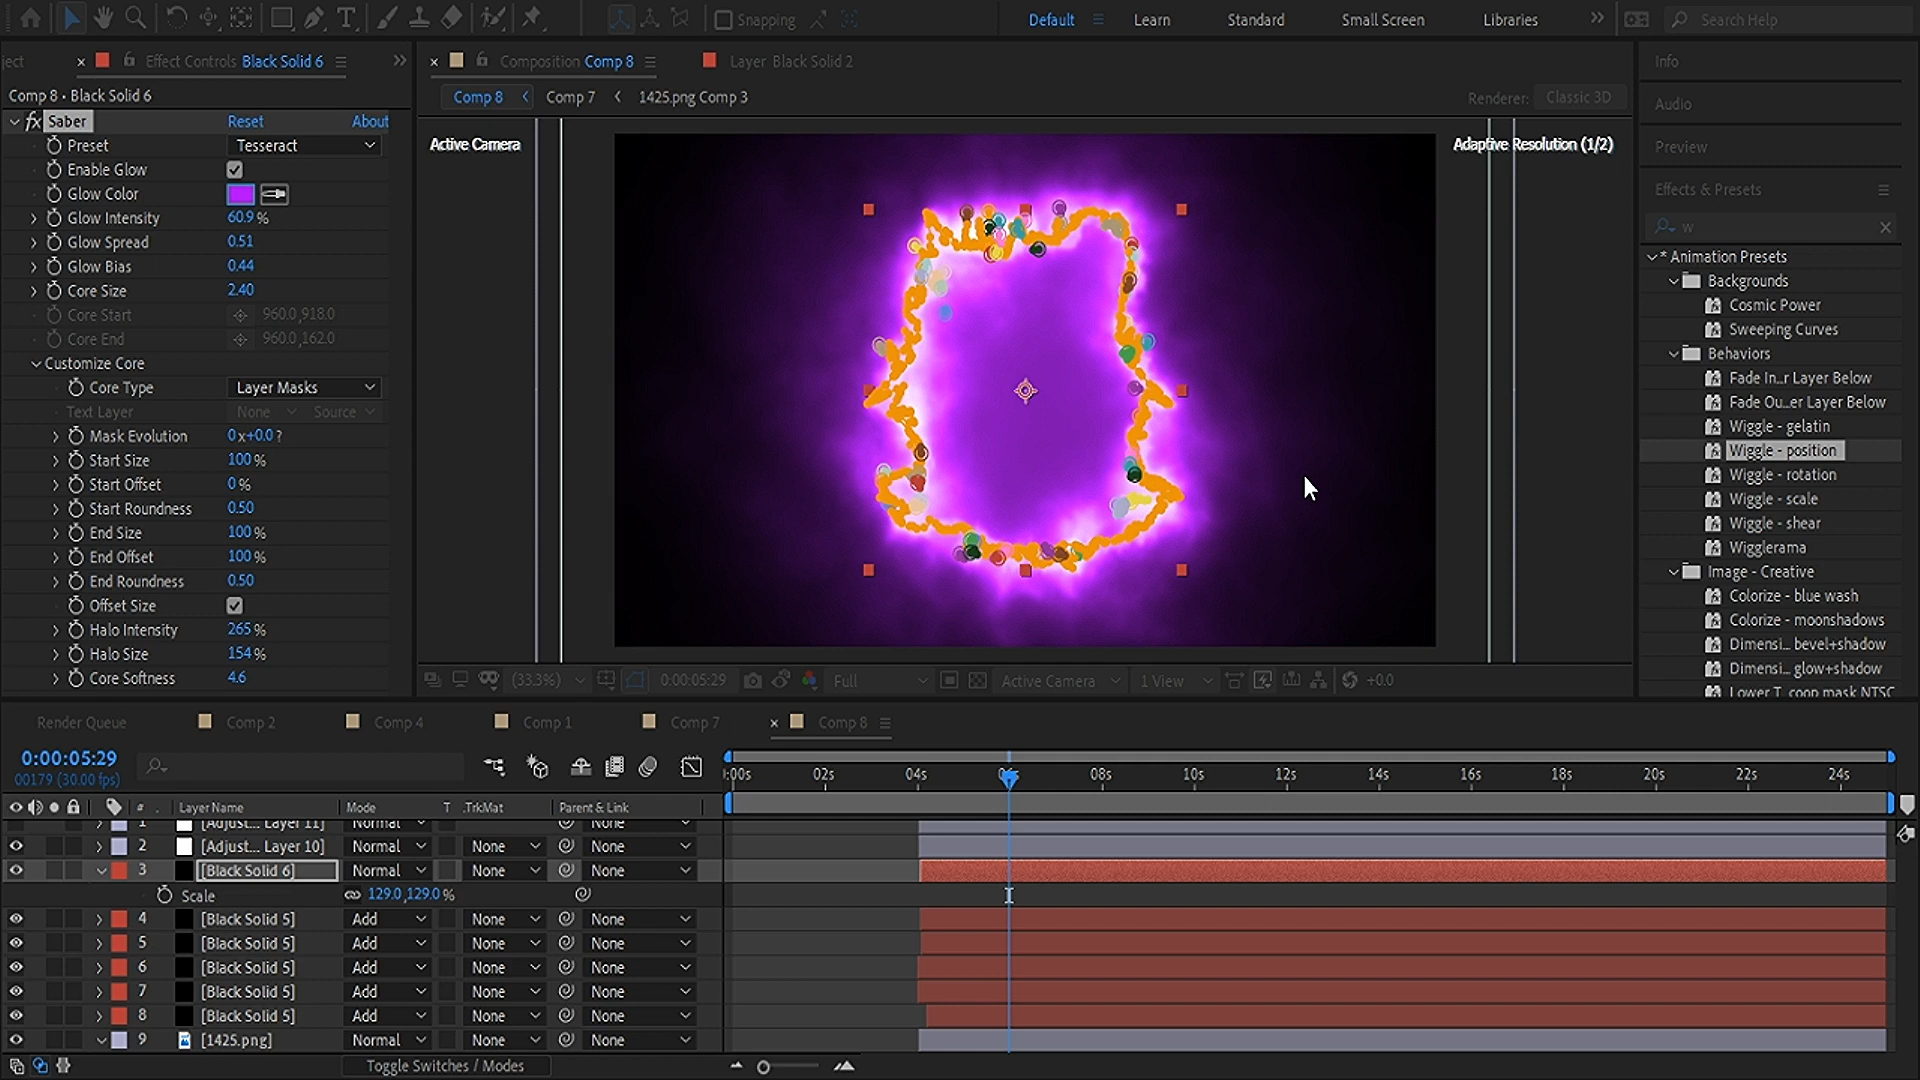 Snapping
Default
Learn
Standard
Small Screen
Libraries
Search Help
ject
Effect Controls Black Solid 6
Comp 8 • Black Solid 6
fx Saber
Reset
About
Preset
Tesseract
Enable Glow
Glow Color
Glow Intensity
60.9 %
Glow Spread
0.51
Glow Bias
0.44
Core Size
2.40
Core Start
960.0,918.0
Core End
960.0,162.0
Customize Core
Core Type
Layer Masks
Text Layer
None
Source
Mask Evolution
0x+0.0?
Start Size
100 %
Start Offset
0 %
Start Roundness
0.50
End Size
100 %
End Offset
100 %
End Roundness
0.50
Offset Size
Halo Intensity
265 %
Halo Size
154 %
Core Softness
4.6
Composition Comp 8
Layer Black Solid 2
Comp 8
Comp 7
1425.png Comp 3
Renderer:
Classic 3D
Active Camera
Adaptive Resolution (1/2)
(33.3%)
0:00:05:29
Full
Active Camera
1 View
+0.0
Info
Audio
Preview
Effects & Presets
w
* Animation Presets
Backgrounds
Cosmic Power
Sweeping Curves
Behaviors
Fade In...r Layer Below
Fade Ou...er Layer Below
Wiggle - gelatin
Wiggle - position
Wiggle - rotation
Wiggle - scale
Wiggle - shear
Wigglerama
Image - Creative
Colorize - blue wash
Colorize - moonshadows
Dimensi... bevel+shadow
Dimensi... glow+shadow
Lower T...coop mask NTSC
Render Queue
Comp 2
Comp 4
Comp 1
Comp 7
Comp 8
0:00:05:29
00179 (30.00 fps)
:00s
02s
04s
06s
08s
10s
12s
14s
16s
18s
20s
22s
24s
#
Layer Name
Mode
T
.TrkMat
Parent & Link
1
[Adjust... Layer 11]
Normal
None
2
[Adjust... Layer 10]
Normal
None
None
3
[Black Solid 6]
Normal
None
None
Scale
129.0,129.0 %
4
[Black Solid 5]
Add
None
None
5
[Black Solid 5]
Add
None
None
6
[Black Solid 5]
Add
None
None
7
[Black Solid 5]
Add
None
None
8
[Black Solid 5]
Add
None
None
9
[1425.png]
Normal
None
None
Toggle Switches / Modes